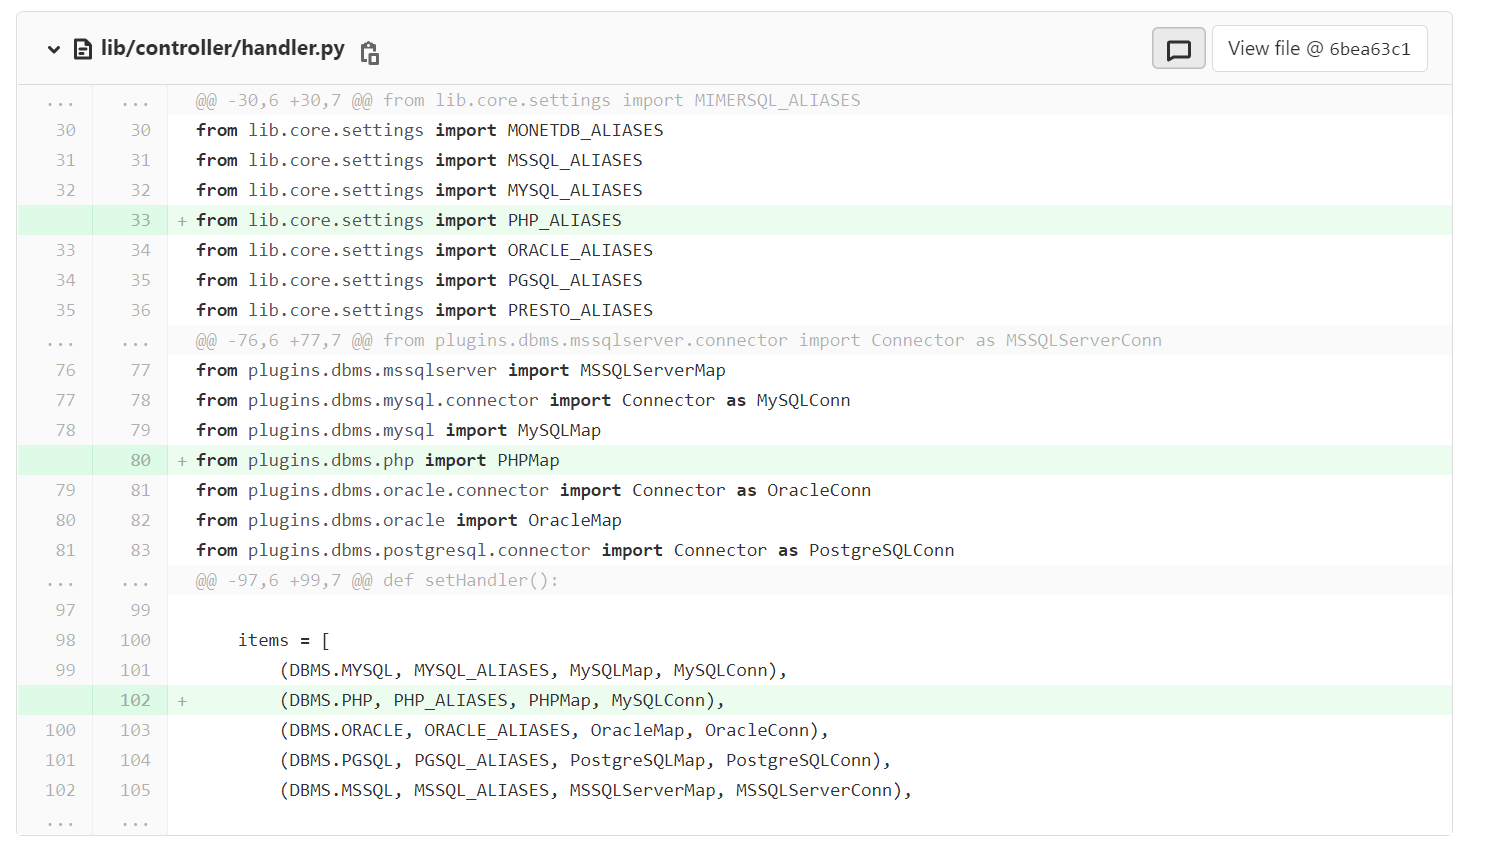 lib/controller/handler.py
View file @ 6bea63c1
... ... @@ -30,6 +30,7 @@ from lib.core.settings import MIMERSQL_ALIASES
30 30 from lib.core.settings import MONETDB_ALIASES
31 31 from lib.core.settings import MSSQL_ALIASES
32 32 from lib.core.settings import MYSQL_ALIASES
33 + from lib.core.settings import PHP_ALIASES
33 34 from lib.core.settings import ORACLE_ALIASES
34 35 from lib.core.settings import PGSQL_ALIASES
35 36 from lib.core.settings import PRESTO_ALIASES
... ... @@ -76,6 +77,7 @@ from plugins.dbms.mssqlserver.connector import Connector as MSSQLServerConn
76 77 from plugins.dbms.mssqlserver import MSSQLServerMap
77 78 from plugins.dbms.mysql.connector import Connector as MySQLConn
78 79 from plugins.dbms.mysql import MySQLMap
80 + from plugins.dbms.php import PHPMap
79 81 from plugins.dbms.oracle.connector import Connector as OracleConn
80 82 from plugins.dbms.oracle import OracleMap
81 83 from plugins.dbms.postgresql.connector import Connector as PostgreSQLConn
... ... @@ -97,6 +99,7 @@ def setHandler():
97 99
98 100 items = [
99 101 (DBMS.MYSQL, MYSQL_ALIASES, MySQLMap, MySQLConn),
102 + (DBMS.PHP, PHP_ALIASES, PHPMap, MySQLConn),
100 103 (DBMS.ORACLE, ORACLE_ALIASES, OracleMap, OracleConn),
101 104 (DBMS.PGSQL, PGSQL_ALIASES, PostgreSQLMap, PostgreSQLConn),
102 105 (DBMS.MSSQL, MSSQL_ALIASES, MSSQLServerMap, MSSQLServerConn),
... ...